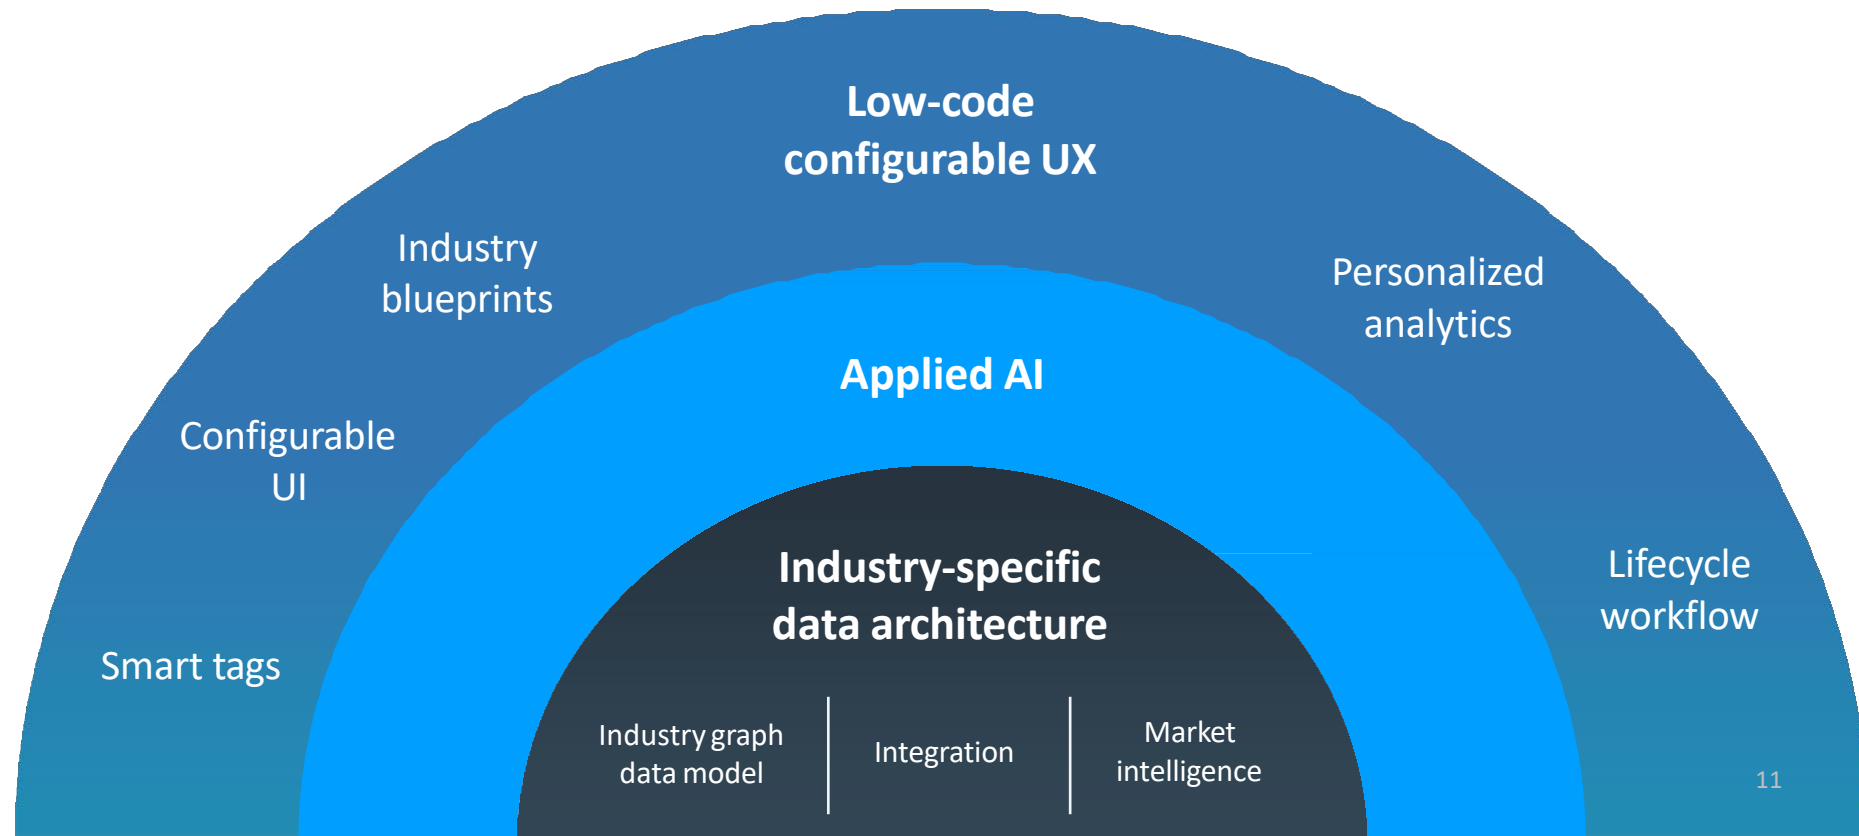 Low-code
configurable UX
Industry
blueprints
Personalized
analytics
Applied AI
Configurable
UI
Industry-specific
data architecture
Lifecycle
workflow
Smart tags
Industry graph
data model
Integration
Market
intelligence
11